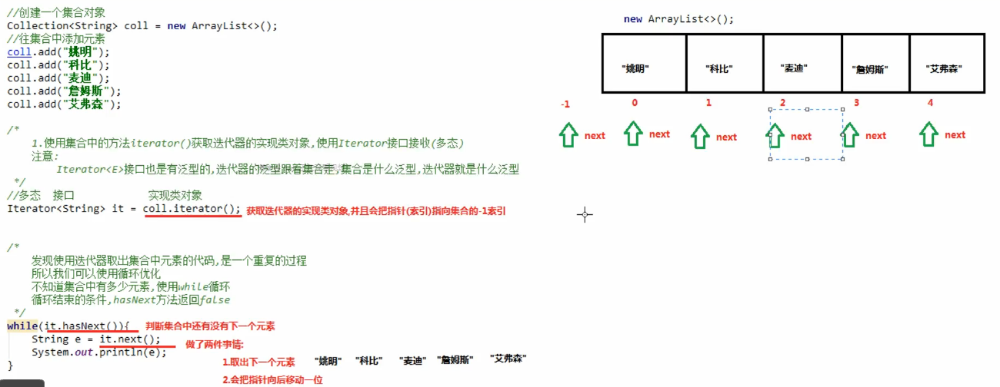 //创建一个集合对象
Collection<String> coll = new ArrayList<>();
//往集合中添加元素
coll.add("姚明");
coll.add("科比");
coll.add("麦迪");
coll.add("詹姆斯");
coll.add("艾弗森");
/*
1.使用集合中的方法iterator()获取迭代器的实现类对象,使用Iterator接口接收(多态)
注意:
Iterator<E>接口也是有泛型的,迭代器的泛型跟着集合走,集合是什么泛型,迭代器就是什么泛型
*/
//多态 接口 实现类对象
Iterator<String> it = coll.iterator(); 获取迭代器的实现类对象,并且会把指针(索引)指向集合的-1索引
/*
发现使用迭代器取出集合中元素的代码,是一个重复的过程
所以我们可以使用循环优化
不知道集合中有多少元素,使用while循环
循环结束的条件,hasNext方法返回false
*/
while(it.hasNext()){ 判断集合中还有没有下一个元素
String e = it.next(); 做了两件事情:
System.out.println(e);
}
1.取出下一个元素 "姚明" "科比" "麦迪" "詹姆斯" "艾弗森"
2.会把指针向后移动一位
new ArrayList<>();
"姚明" "科比" "麦迪" "詹姆斯" "艾弗森"
-1 0 1 2 3 4
next next next next next next